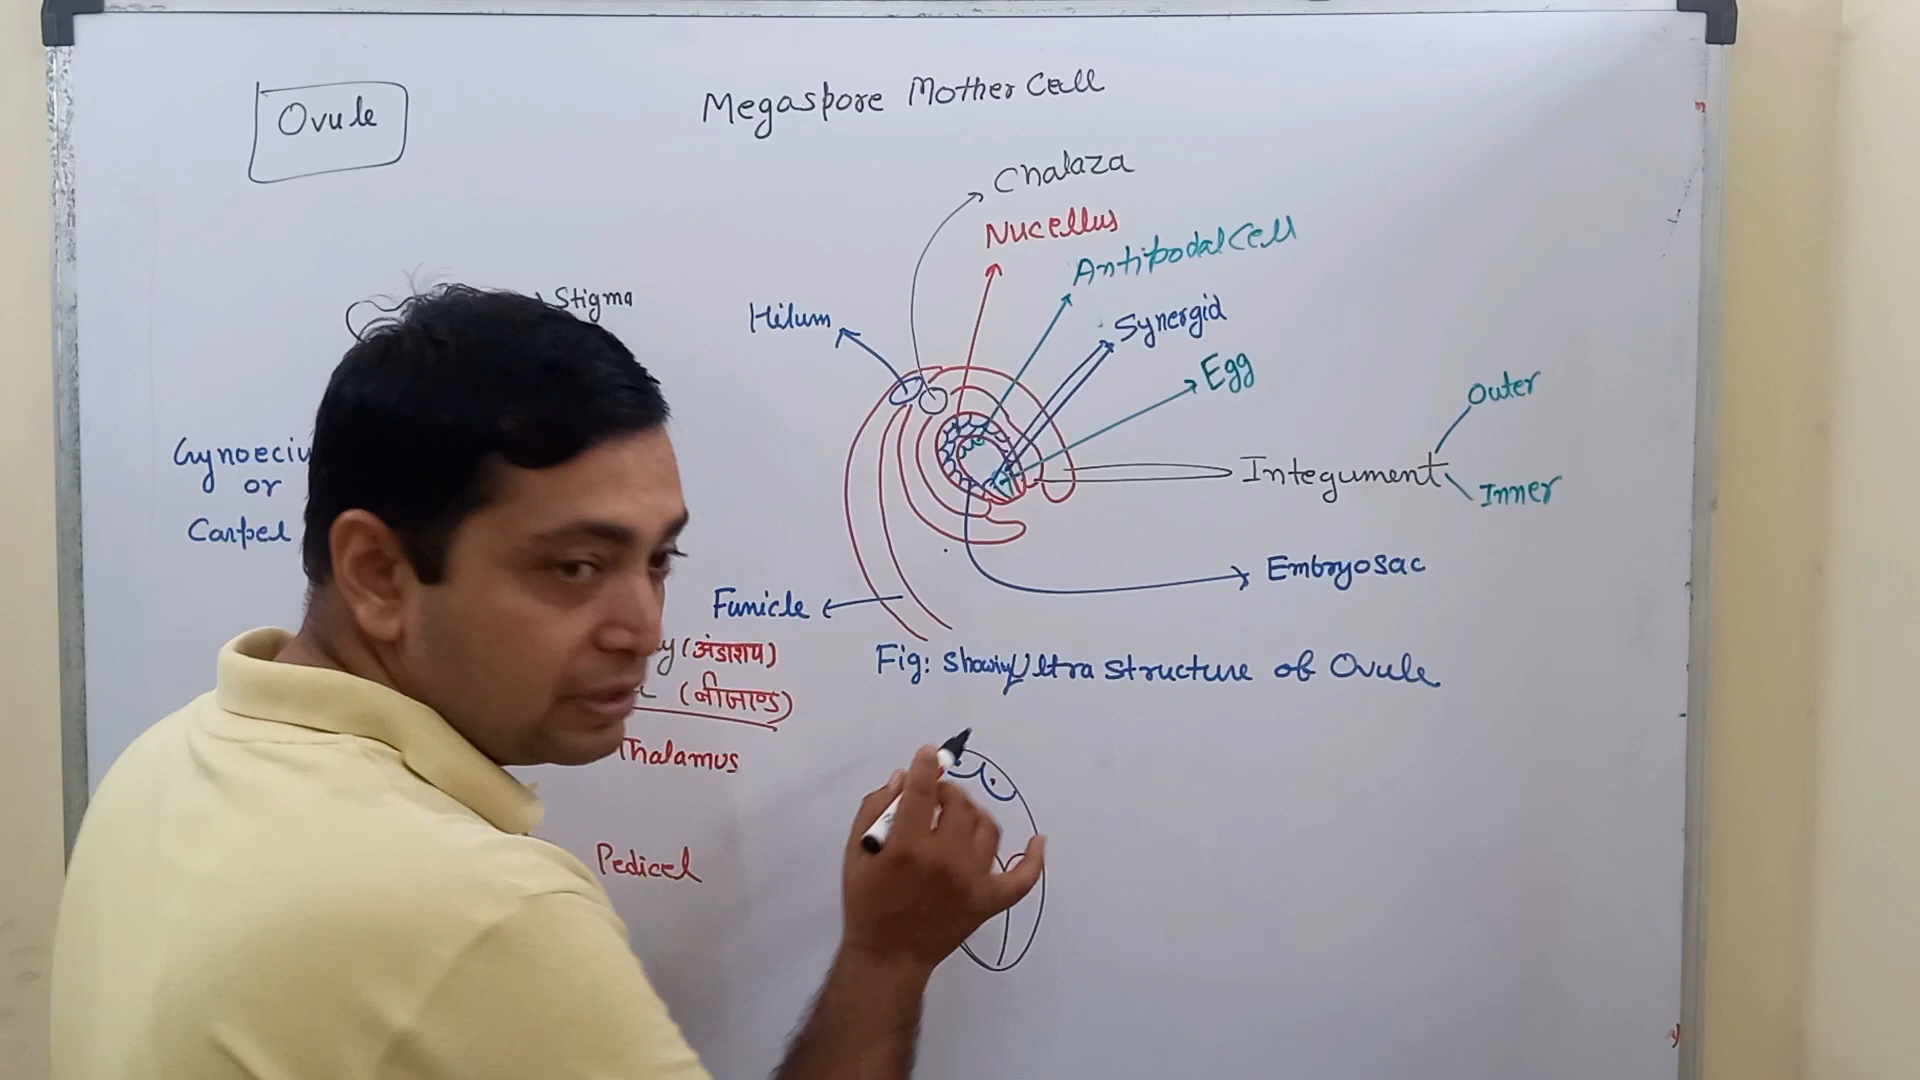 Ovule
Megaspore Mother Cell
Chalaza
Nucellus
Antipodal Cell
Stigma
Hilum
Synergid
Egg
Outer
Integument
Inner
or
Carpel
Embryosac
Funicle
(अंडाशय)
Fig: Showing Ultra Structure of Ovule
(बीजाण्ड)
Thalamus
Pedicel